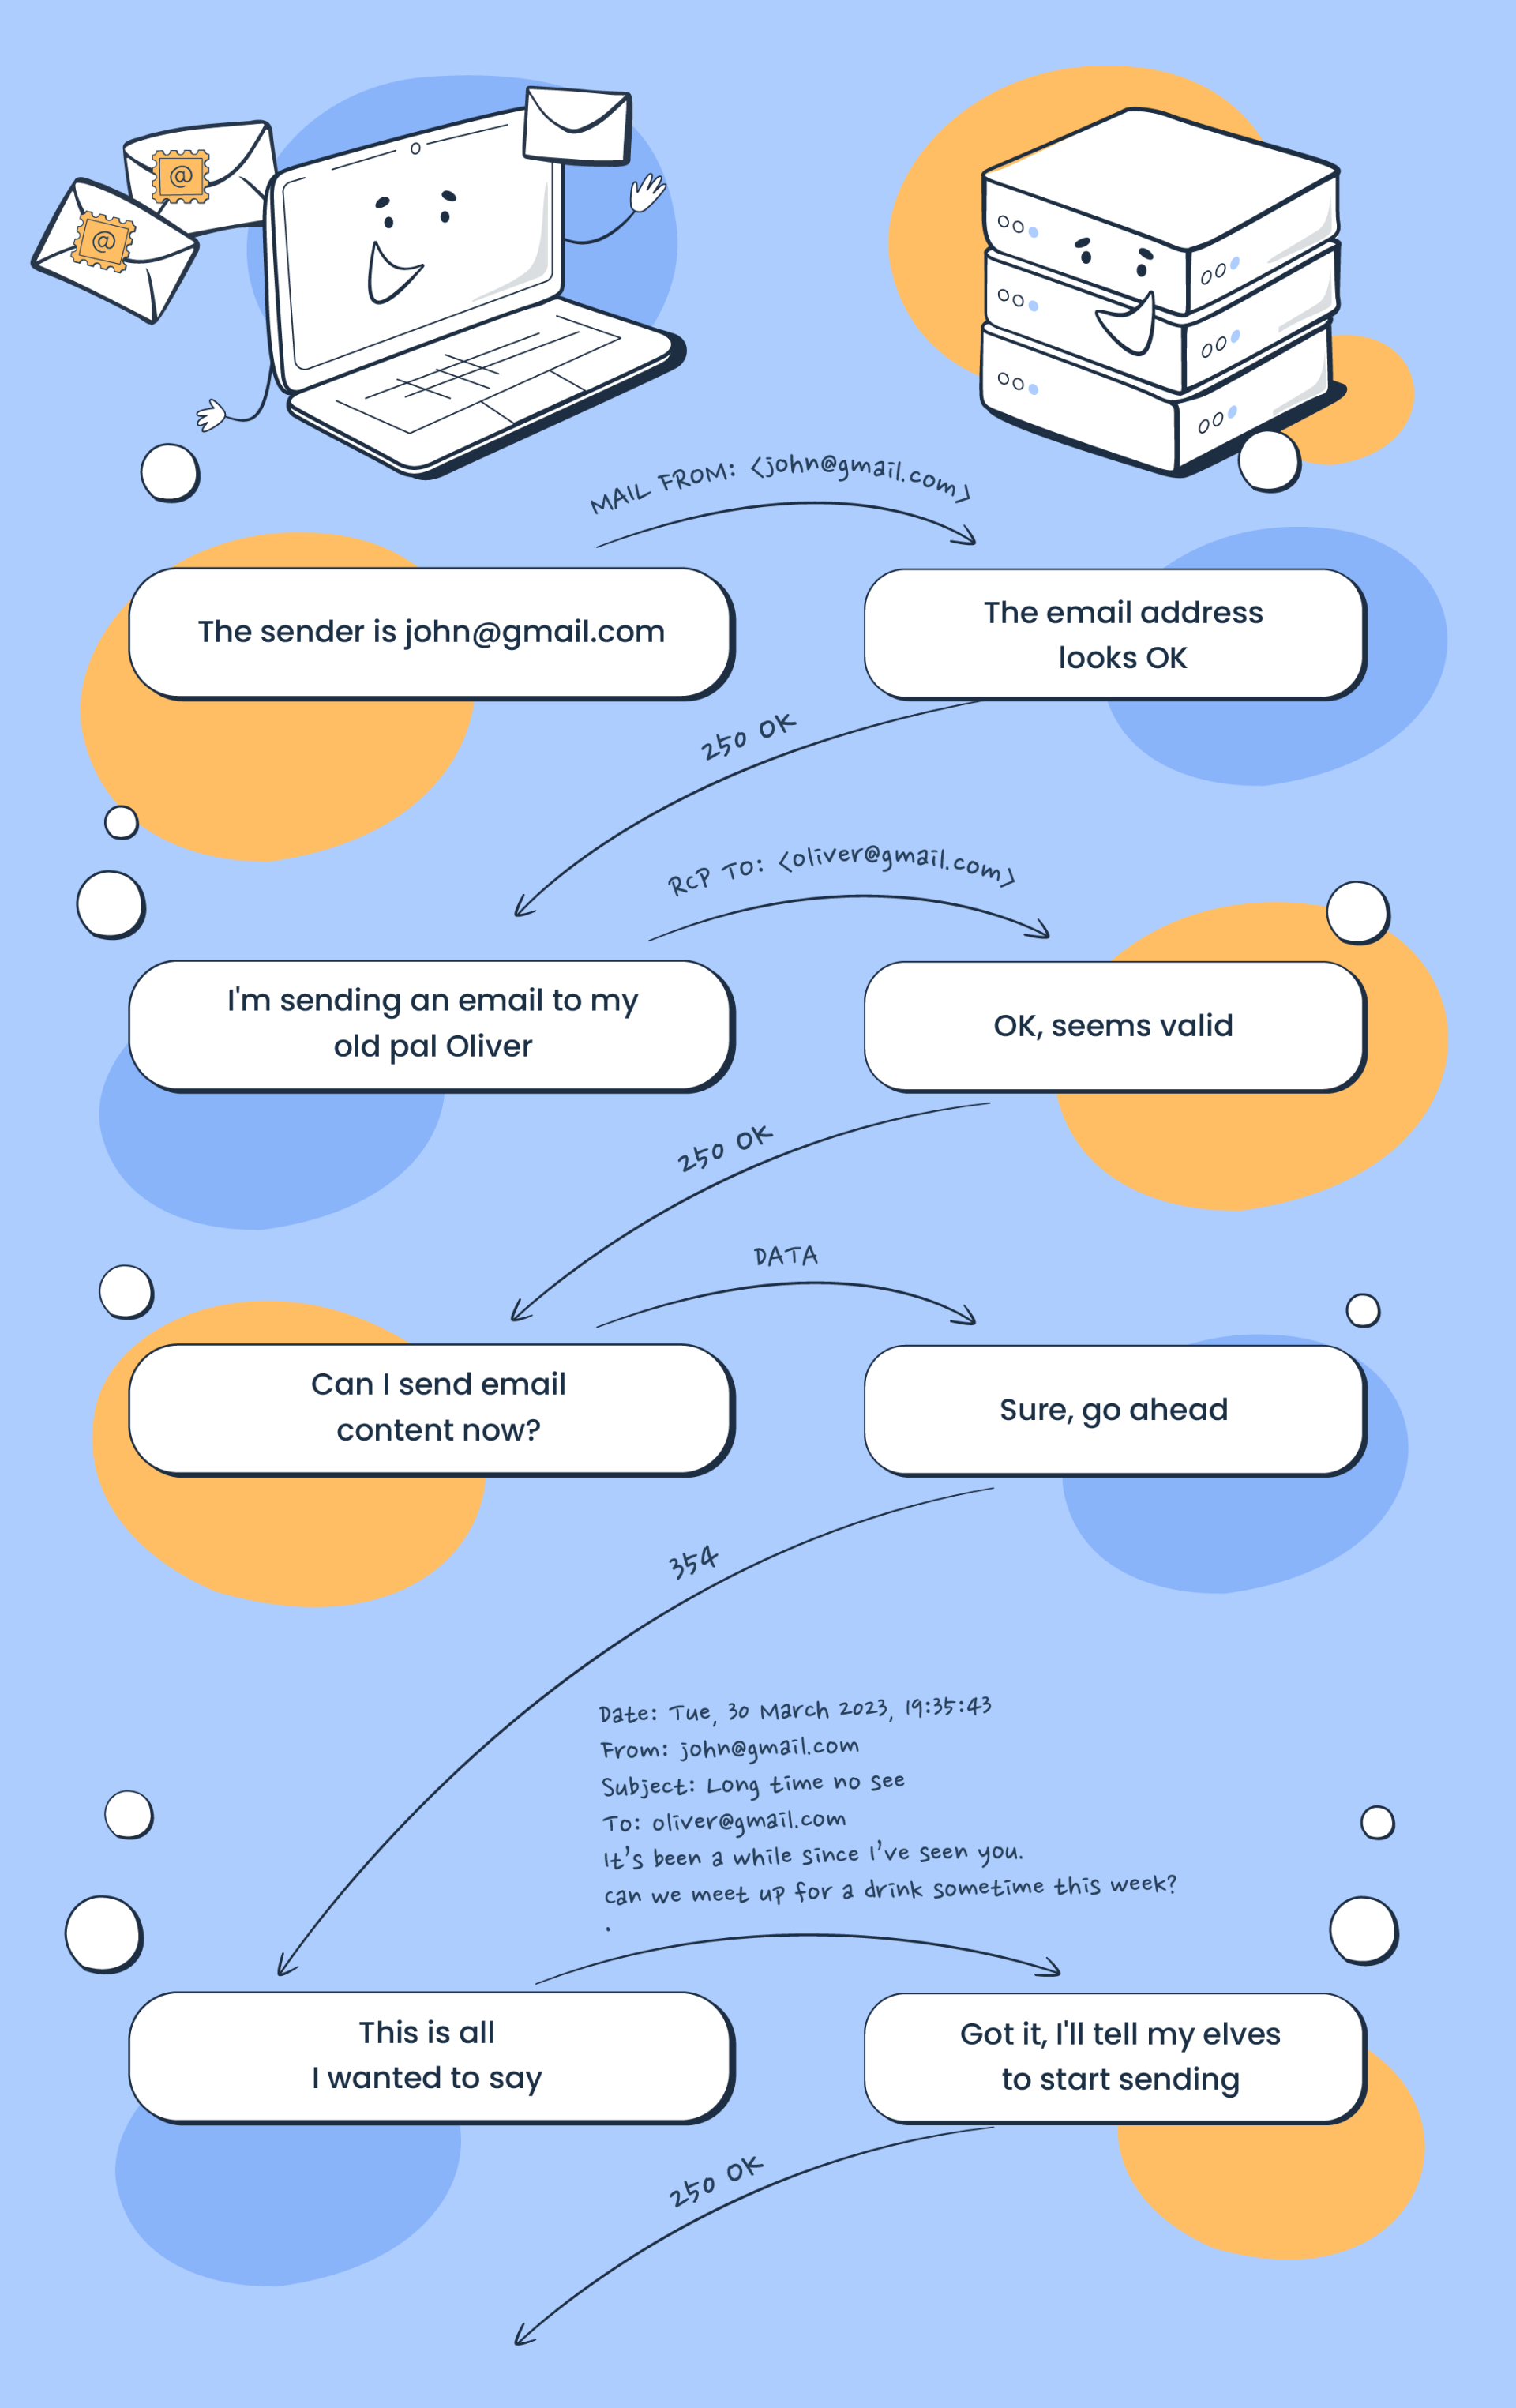 @
@
MAIL FROM: <john@gmail.com>
The sender is john@gmail.com
The email address
looks OK
250 OK
RCP TO: <oliver@gmail.com>
I'm sending an email to my
old pal Oliver
OK, seems valid
250 OK
DATA
Can I send email
content now?
Sure, go ahead
354
Date: Tue, 30 March 2023, 19:35:43
From: john@gmail.com
Subject: Long time no see
To: oliver@gmail.com
It's been a while since I've seen you.
can we meet up for a drink sometime this week?
.
This is all
I wanted to say
Got it, I'll tell my elves
to start sending
250 OK